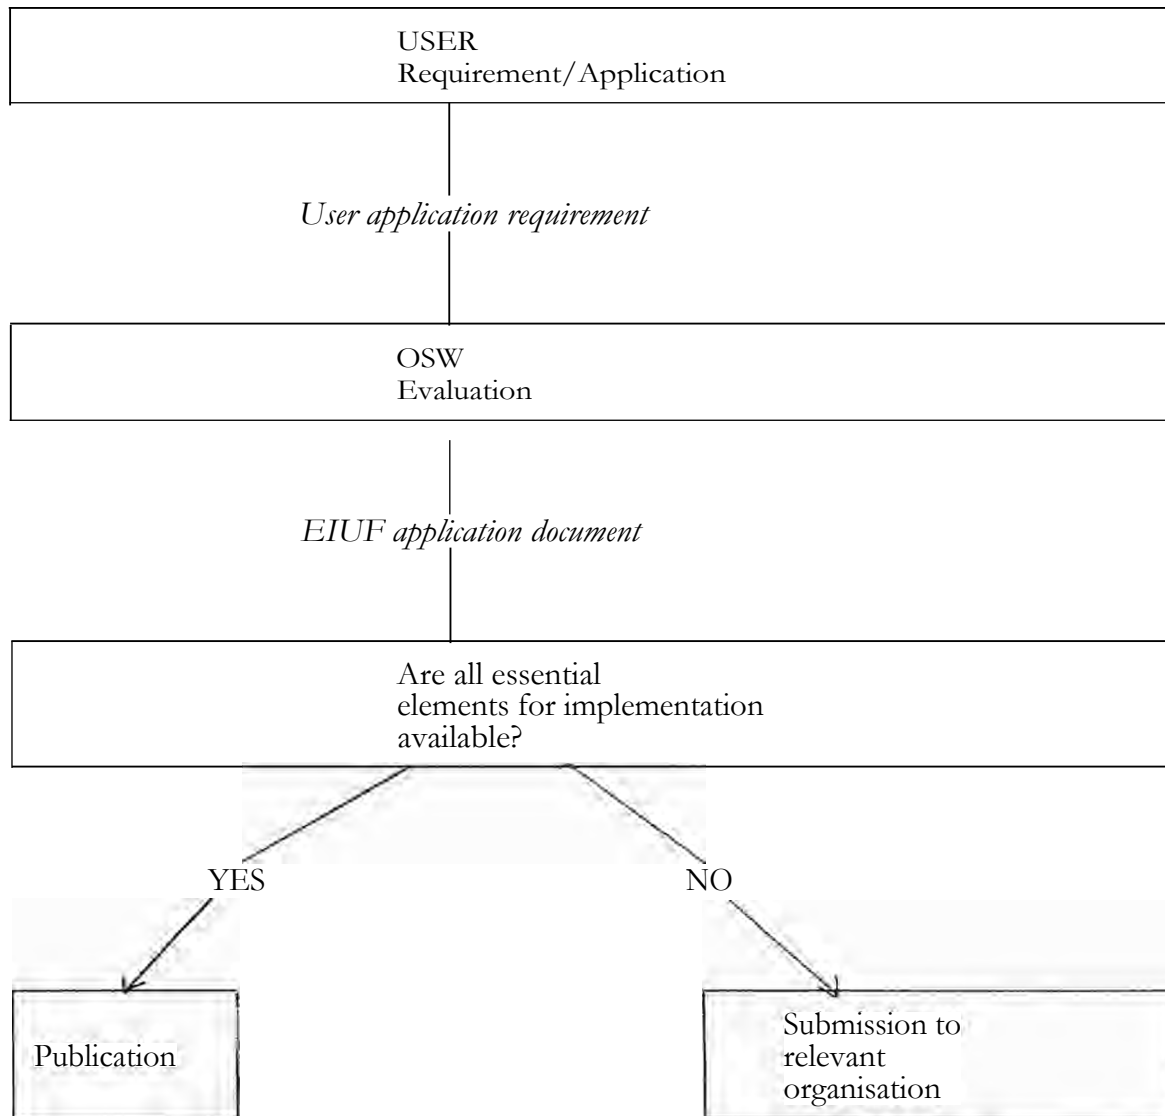 USER
Requirement/Application
User application requirement
OSW
Evaluation
EIUF application document
Are all essential
elements for implementation
available?
YES
NO
Publication
Submission to
relevant
organisation